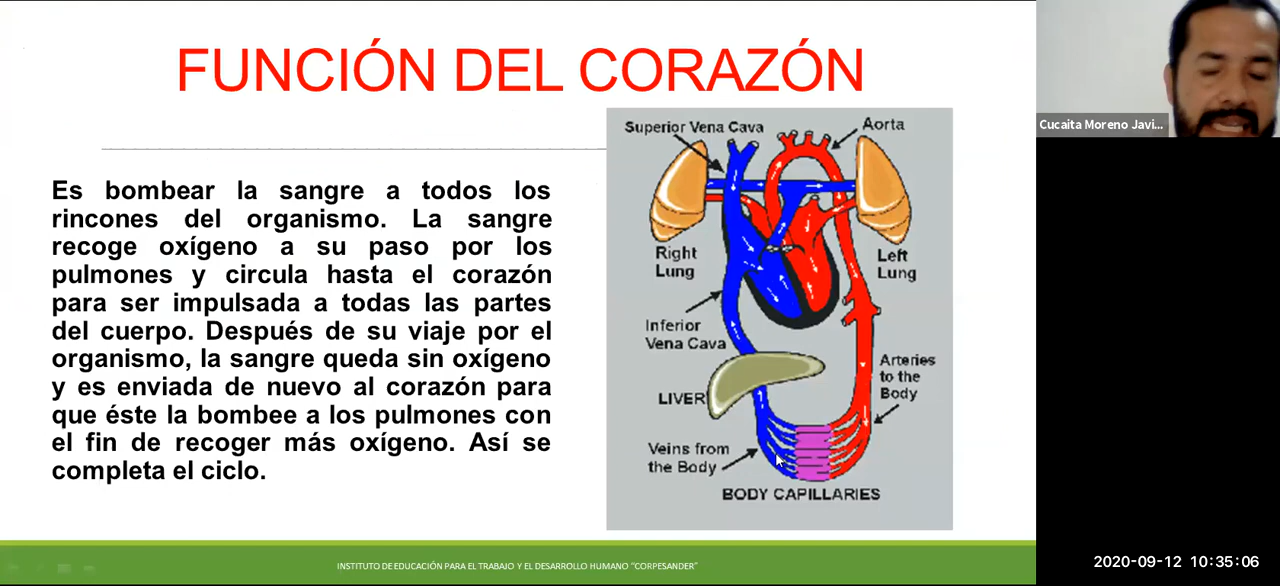 FUNCIÓN DEL CORAZÓN
Es bombear la sangre a todos los
rincones del organismo. La sangre
recoge oxígeno a su paso por los
pulmones y circula hasta el corazón
para ser impulsada a todas las partes
del cuerpo. Después de su viaje por el
organismo, la sangre queda sin oxígeno
y es enviada de nuevo al corazón para
que éste la bombee a los pulmones con
el fin de recoger más oxígeno. Así se
completa el ciclo.
Superior Vena Cava
Aorta
Right
Lung
Left
Lung
Inferior
Vena Cava
LIVER
Arteries
to the
Body
Veins from
the Body
BODY CAPILLARIES
INSTITUTO DE EDUCACIÓN PARA EL TRABAJO Y EL DESARROLLO HUMANO “CORPESANDER”
Cucaita Moreno Javi...
2020-09-12 10:35:06